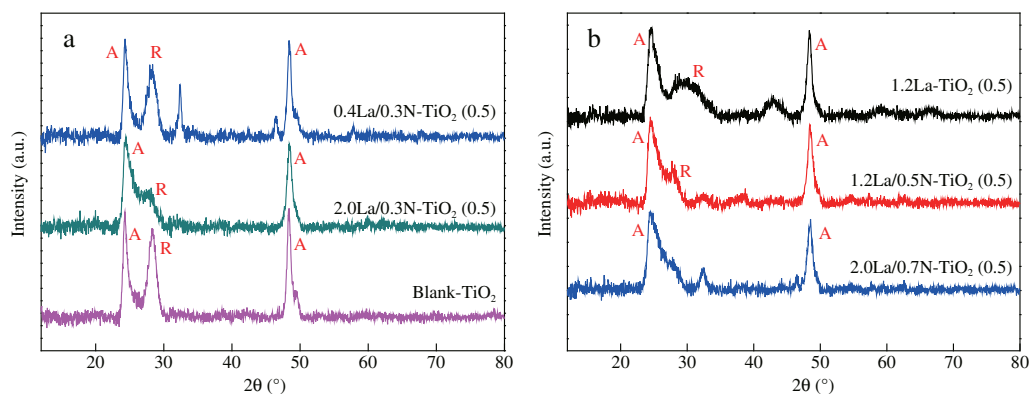 a
A
R
A
0.4La/0.3N-TiO₂ (0.5)
A
R
A
2.0La/0.3N-TiO₂ (0.5)
A
R
A
Blank-TiO₂
Intensity (a.u.)
20 30 40 50 60 70 80
2θ (°)
b
A
R
A
1.2La-TiO₂ (0.5)
A
R
A
1.2La/0.5N-TiO₂ (0.5)
A
A
2.0La/0.7N-TiO₂ (0.5)
Intensity (a.u.)
20 30 40 50 60 70 80
2θ (°)